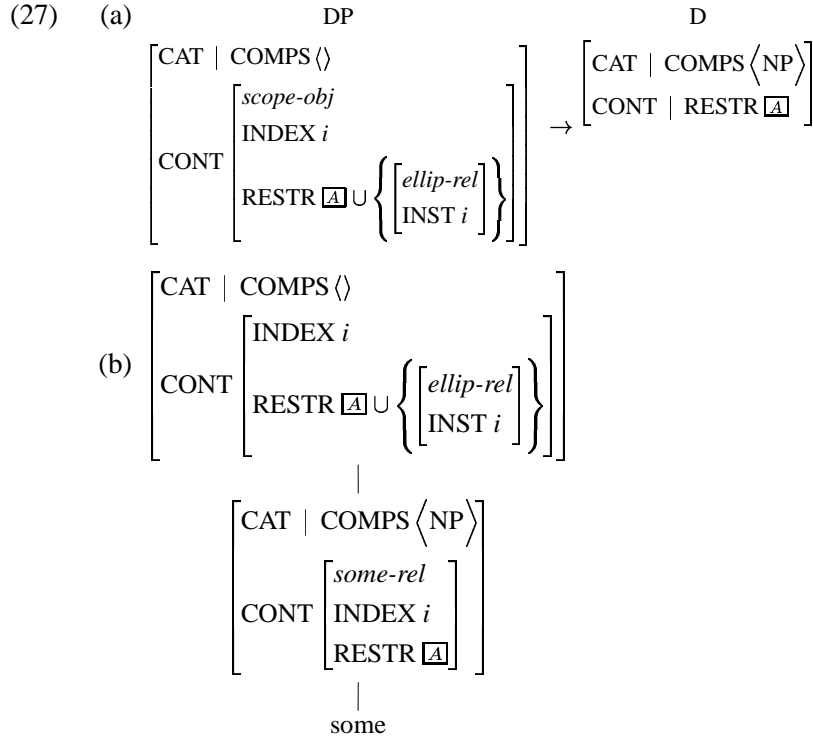 (27) (a) DP D
[CAT | COMPS ⟨⟩
CONT [scope-obj
INDEX i
RESTR [A] ∪ {[ellip-rel
INST i]}]] → [CAT | COMPS ⟨NP⟩
CONT | RESTR [A]]
(b) [CAT | COMPS ⟨⟩
CONT [INDEX i
RESTR [A] ∪ {[ellip-rel
INST i]}]]
|
[CAT | COMPS ⟨NP⟩
CONT [some-rel
INDEX i
RESTR [A]]]
|
some